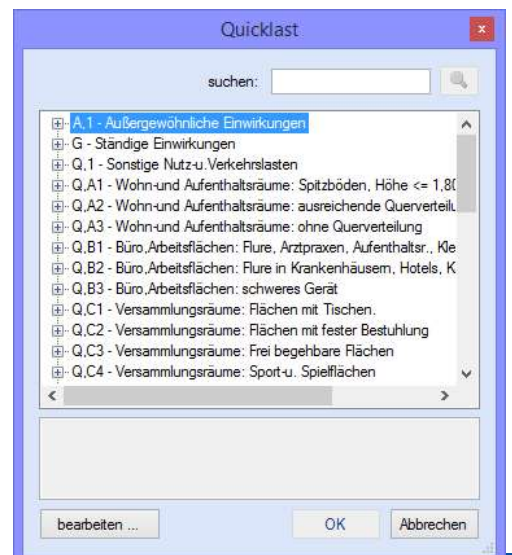 Quicklast
x
suchen:
A,1 - Außergewöhnliche Einwirkungen
G - Ständige Einwirkungen
Q,1 - Sonstige Nutz-u.Verkehrslasten
Q,A1 - Wohn-und Aufenthaltsräume: Spitzböden, Höhe <= 1,80
Q,A2 - Wohn-und Aufenthaltsräume: ausreichende Querverteilu
Q,A3 - Wohn-und Aufenthaltsräume: ohne Querverteilung
Q,B1 - Büro,Arbeitsflächen: Flure, Arztpraxen, Aufenthaltsr., Kle
Q,B2 - Büro,Arbeitsflächen: Flure in Krankenhäusern, Hotels, K
Q,B3 - Büro,Arbeitsflächen: schweres Gerät
Q,C1 - Versammlungsräume: Flächen mit Tischen.
Q,C2 - Versammlungsräume: Flächen mit fester Bestuhlung
Q,C3 - Versammlungsräume: Frei begehbare Flächen
Q,C4 - Versammlungsräume: Sport-u. Spielflächen
bearbeiten ... OK Abbrechen